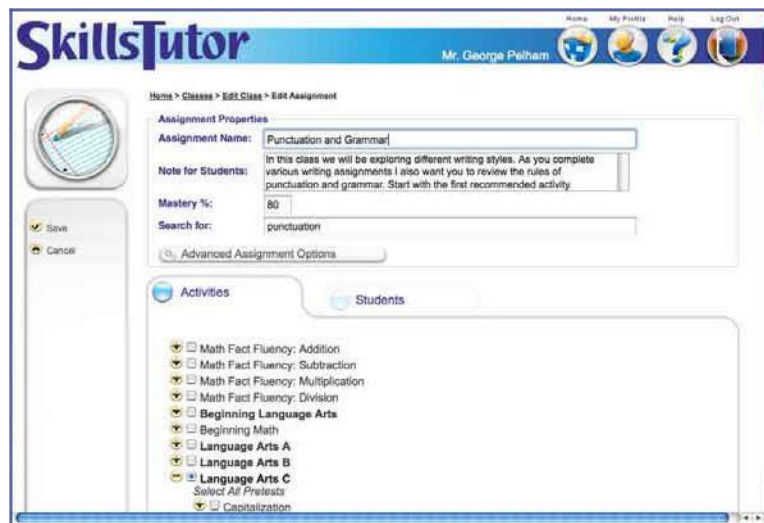 Home My Profile Help Log Out
SkillsTutor
Mr. George Pelham
Home > Classes > Edit Class > Edit Assignment
Assignment Properties
Assignment Name: Punctuation and Grammar
Note for Students: In this class we will be exploring different writing styles. As you complete
various writing assignments I also want you to review the rules of
punctuation and grammar. Start with the first recommended activity.
Mastery %: 80
Save
Search for: punctuation
Cancel
Advanced Assignment Options
Activities
Students
Math Fact Fluency: Addition
Math Fact Fluency: Subtraction
Math Fact Fluency: Multiplication
Math Fact Fluency: Division
Beginning Language Arts
Beginning Math
Language Arts A
Language Arts B
Language Arts C
Select All Pretests
Capitalization